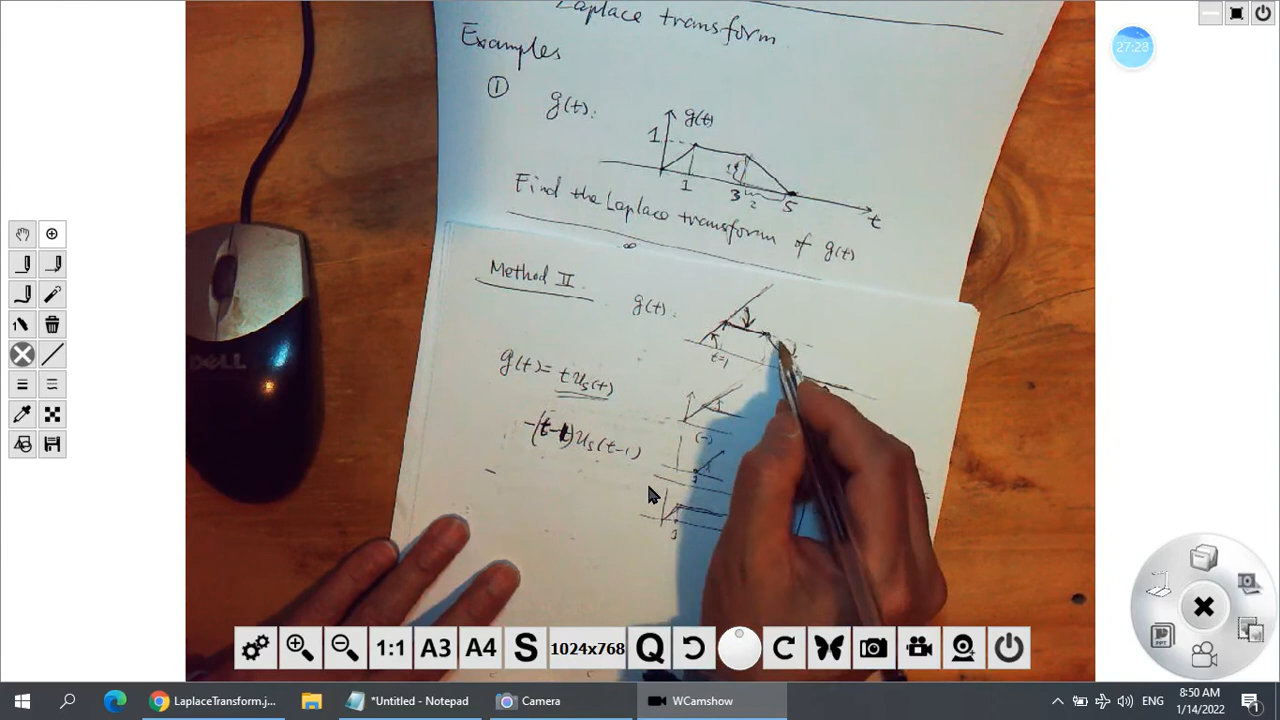 Laplace transform
Examples
27:28
①
g(t):
g(t)
1
1
3
2
5
t
Find the Laplace transform of g(t)
Method II
g(t).
t=1
g(t)= t us(t)
-(t-1) us(t-1)
(-)
-
DELL
1:1 A3 A4 S 1024x768 Q
LaplaceTransform.j...
*Untitled - Notepad
Camera
WCamshow
ENG
8:50 AM
1/14/2022
PPT